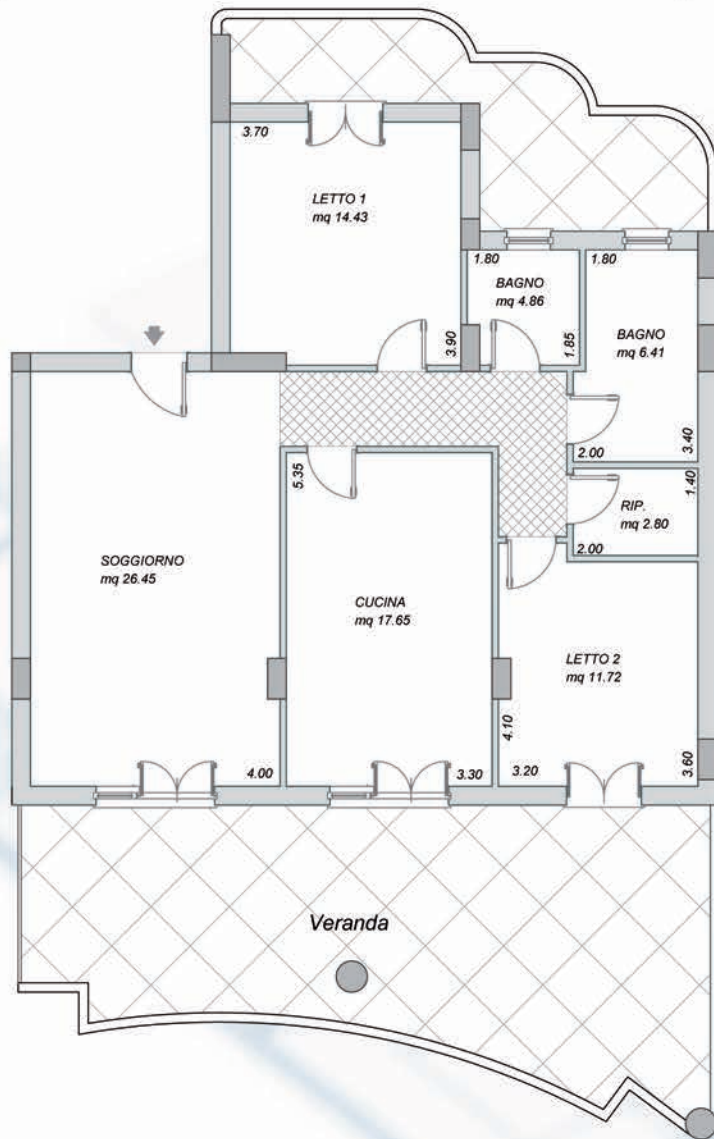 3.70
LETTO 1
mq 14.43
3.90
1.80
BAGNO
mq 4.86
1.85
1.80
BAGNO
mq 6.41
3.40
2.00
1.40
RIP.
mq 2.80
2.00
SOGGIORNO
mq 26.45
4.00
5.35
CUCINA
mq 17.65
3.30
LETTO 2
mq 11.72
4.10
3.20
3.60
Veranda